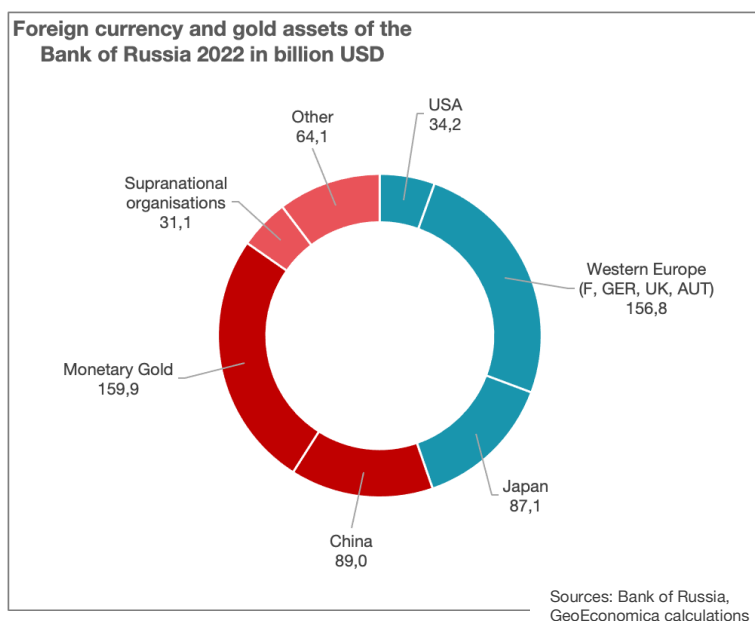 Foreign currency and gold assets of the
Bank of Russia 2022 in billion USD
USA
34,2
Other
64,1
Supranational
organisations
31,1
Western Europe
(F, GER, UK, AUT)
156,8
Monetary Gold
159,9
Japan
87,1
China
89,0
Sources: Bank of Russia,
GeoEconomica calculations